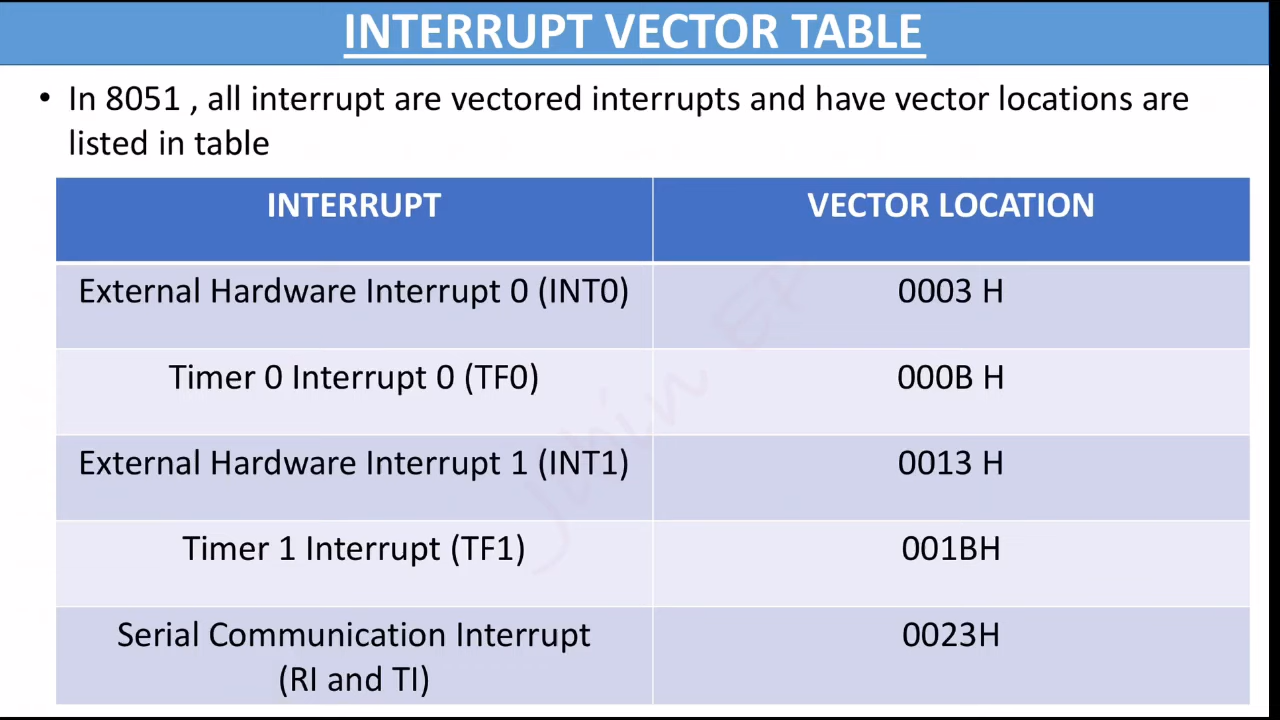 INTERRUPT VECTOR TABLE
• In 8051 , all interrupt are vectored interrupts and have vector locations are
listed in table
INTERRUPT VECTOR LOCATION
External Hardware Interrupt 0 (INT0) 0003 H
Timer 0 Interrupt 0 (TF0) 000B H
External Hardware Interrupt 1 (INT1) 0013 H
Timer 1 Interrupt (TF1) 001BH
Serial Communication Interrupt 0023H
(RI and TI)